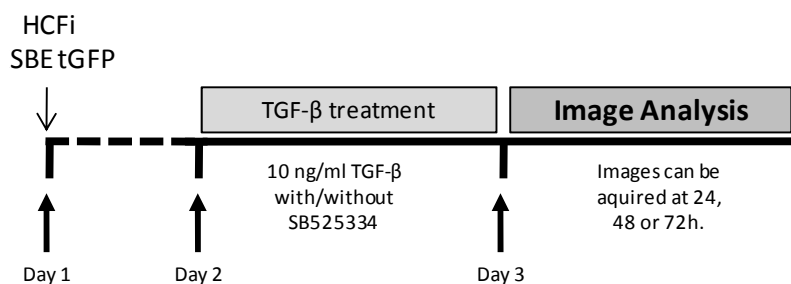 HCFi
SBE tGFP
TGF-β treatment
Image Analysis
10 ng/ml TGF-β
with/without
SB525334
Images can be
aquired at 24,
48 or 72h.
Day 1
Day 2
Day 3